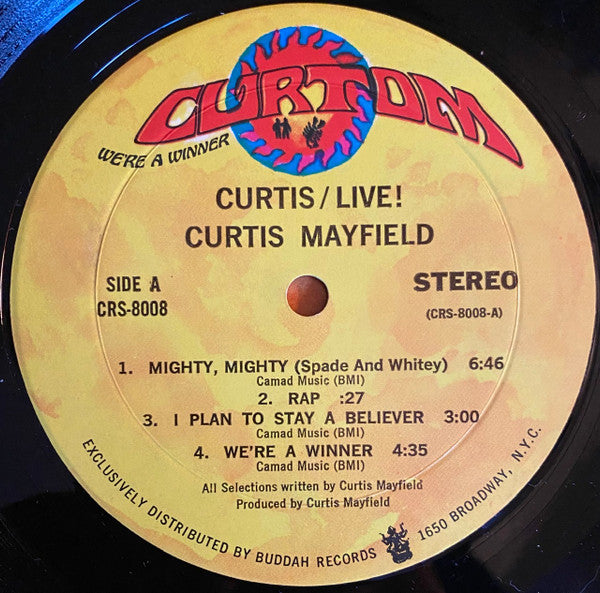 CURTOM
WE'RE A WINNER
CURTIS / LIVE!
CURTIS MAYFIELD
SIDE A
CRS-8008
STEREO
(CRS-8008-A)
1. MIGHTY, MIGHTY (Spade And Whitey) 6:46
Camad Music (BMI)
2. RAP :27
3. I PLAN TO STAY A BELIEVER 3:00
Camad Music (BMI)
4. WE'RE A WINNER 4:35
Camad Music (BMI)
All Selections written by Curtis Mayfield
Produced by Curtis Mayfield
EXCLUSIVELY DISTRIBUTED BY BUDDAH RECORDS 1650 BROADWAY, N.Y.C.